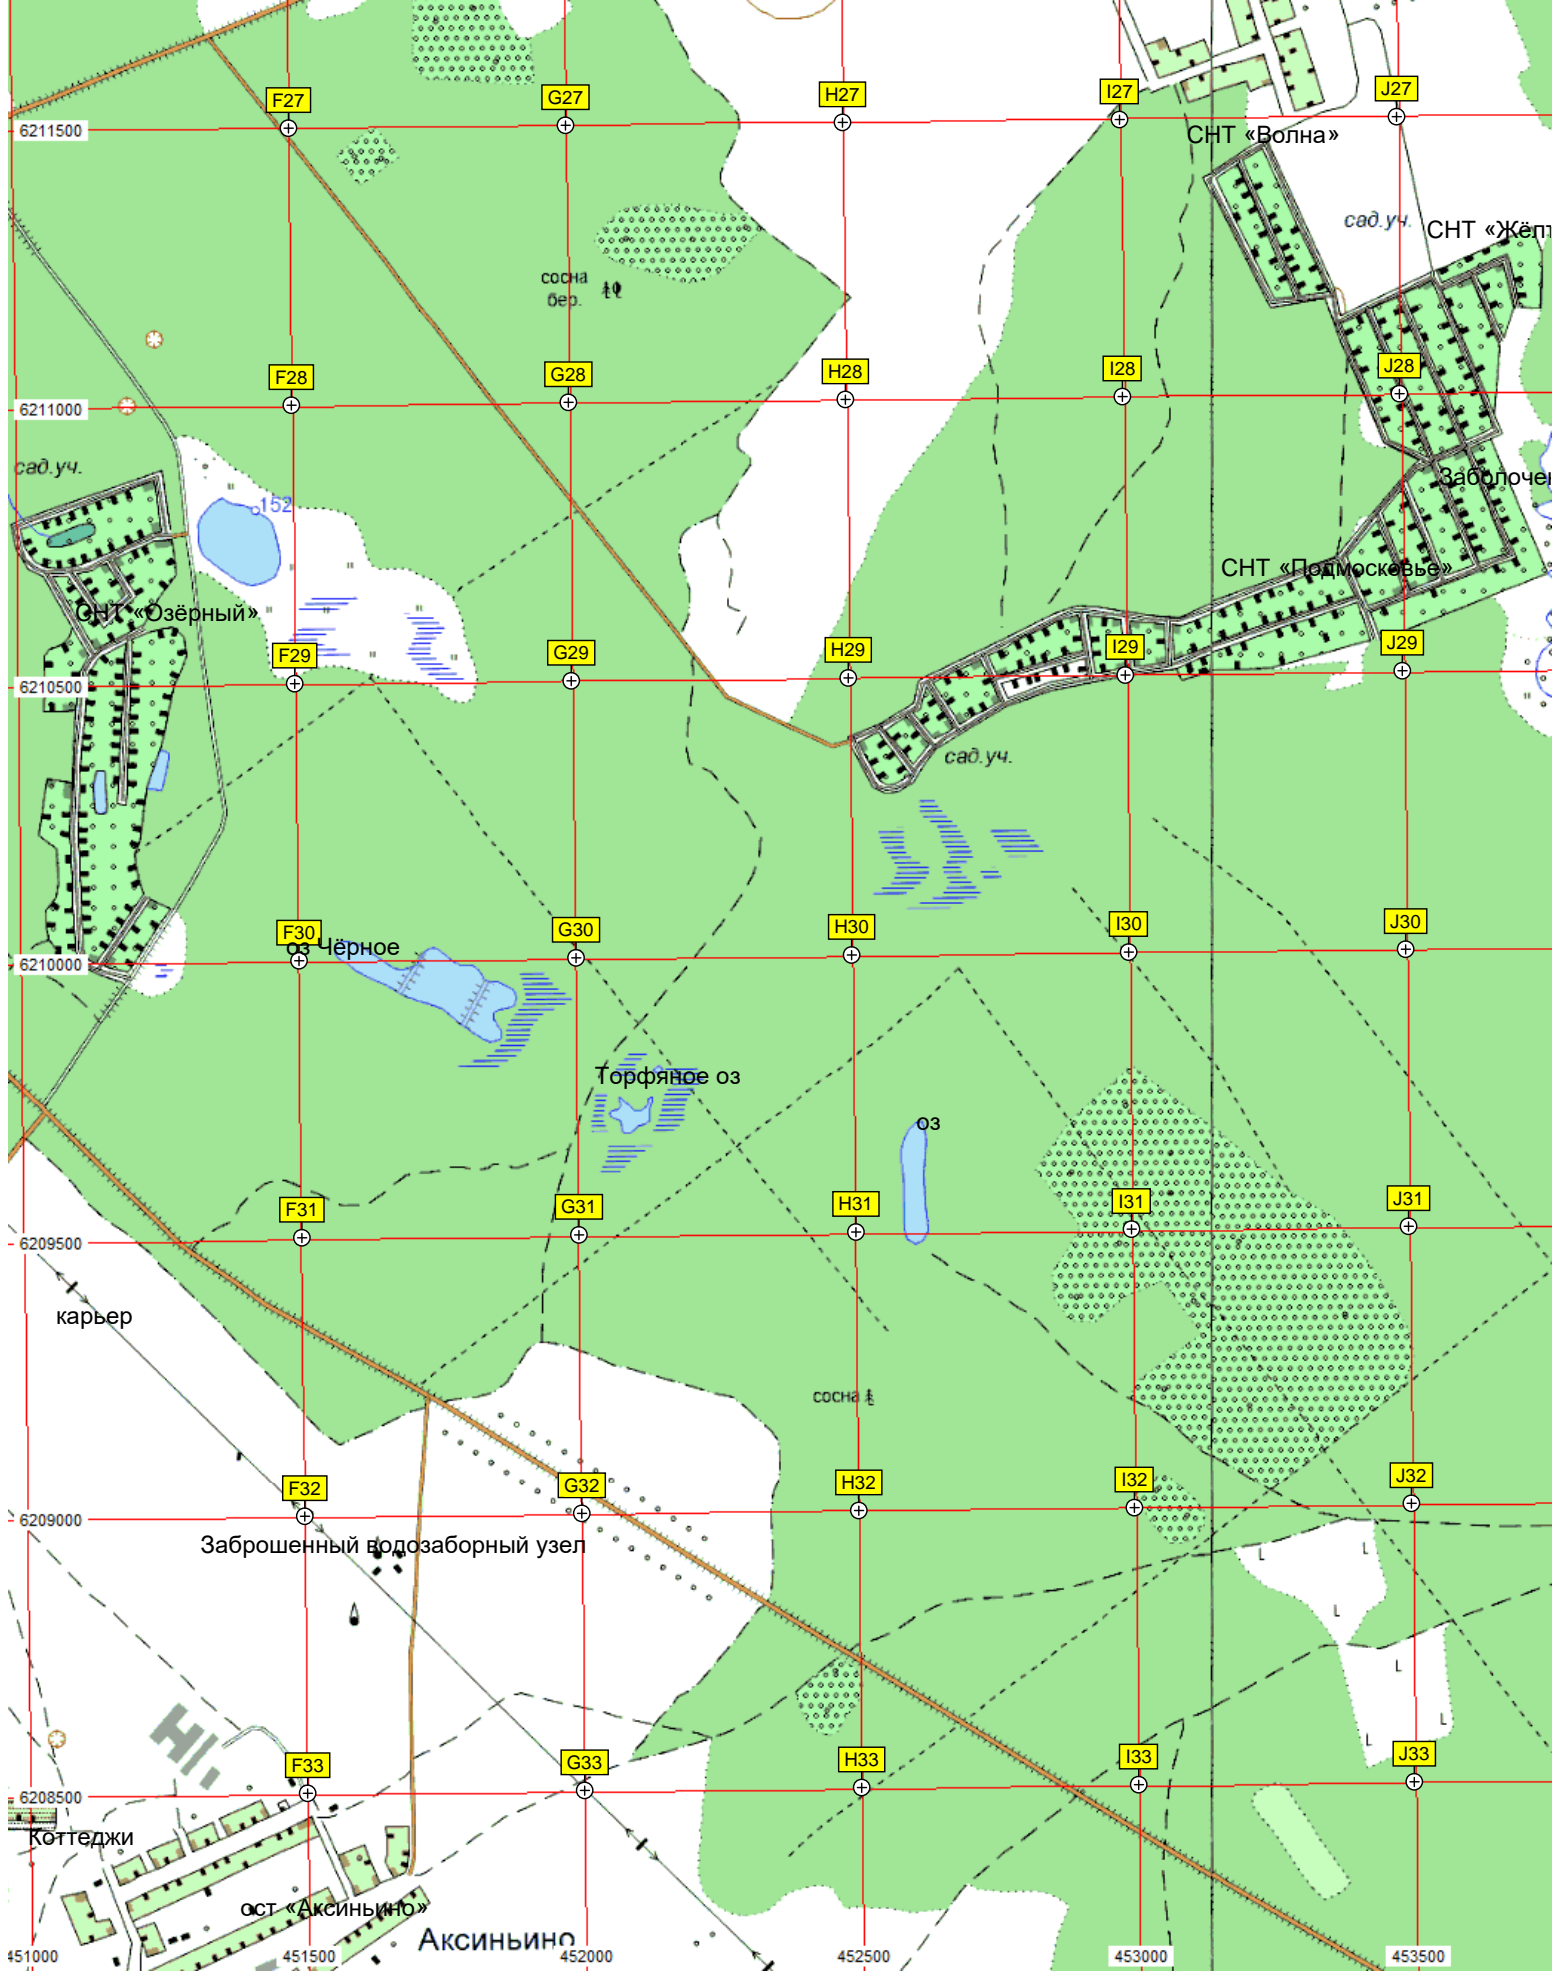 F27
G27
H27
I27
J27
6211500
СНТ «Волна»
сад.уч.
СНТ «Жёлт
сосна
бер.
F28
G28
H28
I28
J28
6211000
сад.уч.
Заболочен
152
СНТ «Подмосковье»
СНТ «Озёрный»
F29
G29
H29
I29
J29
6210500
сад.уч.
F30
G30
H30
I30
J30
оз Чёрное
6210000
Торфяное оз
оз
F31
G31
H31
I31
J31
6209500
карьер
сосна
F32
G32
H32
I32
J32
6209000
Заброшенный водозаборный узел
L
L
L
L
L
L
F33
G33
H33
I33
J33
6208500
Коттеджи
ост «Аксиньино»
Аксиньино
451000
451500
452000
452500
453000
453500